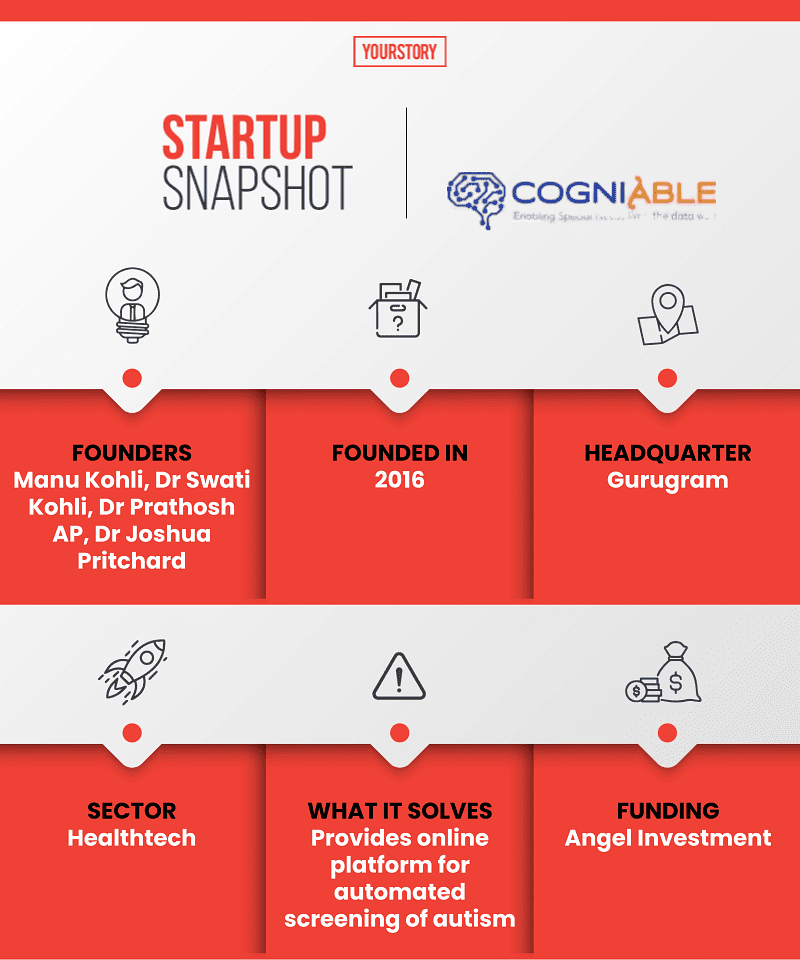 YOURSTORY
STARTUP
SNAPSHOT
COGNIABLE
Enabling Special the data
FOUNDERS
Manu Kohli, Dr Swati
Kohli, Dr Prathosh
AP, Dr Joshua
Pritchard
FOUNDED IN
2016
HEADQUARTER
Gurugram
SECTOR
Healthtech
WHAT IT SOLVES
Provides online
platform for
automated
screening of autism
FUNDING
Angel Investment